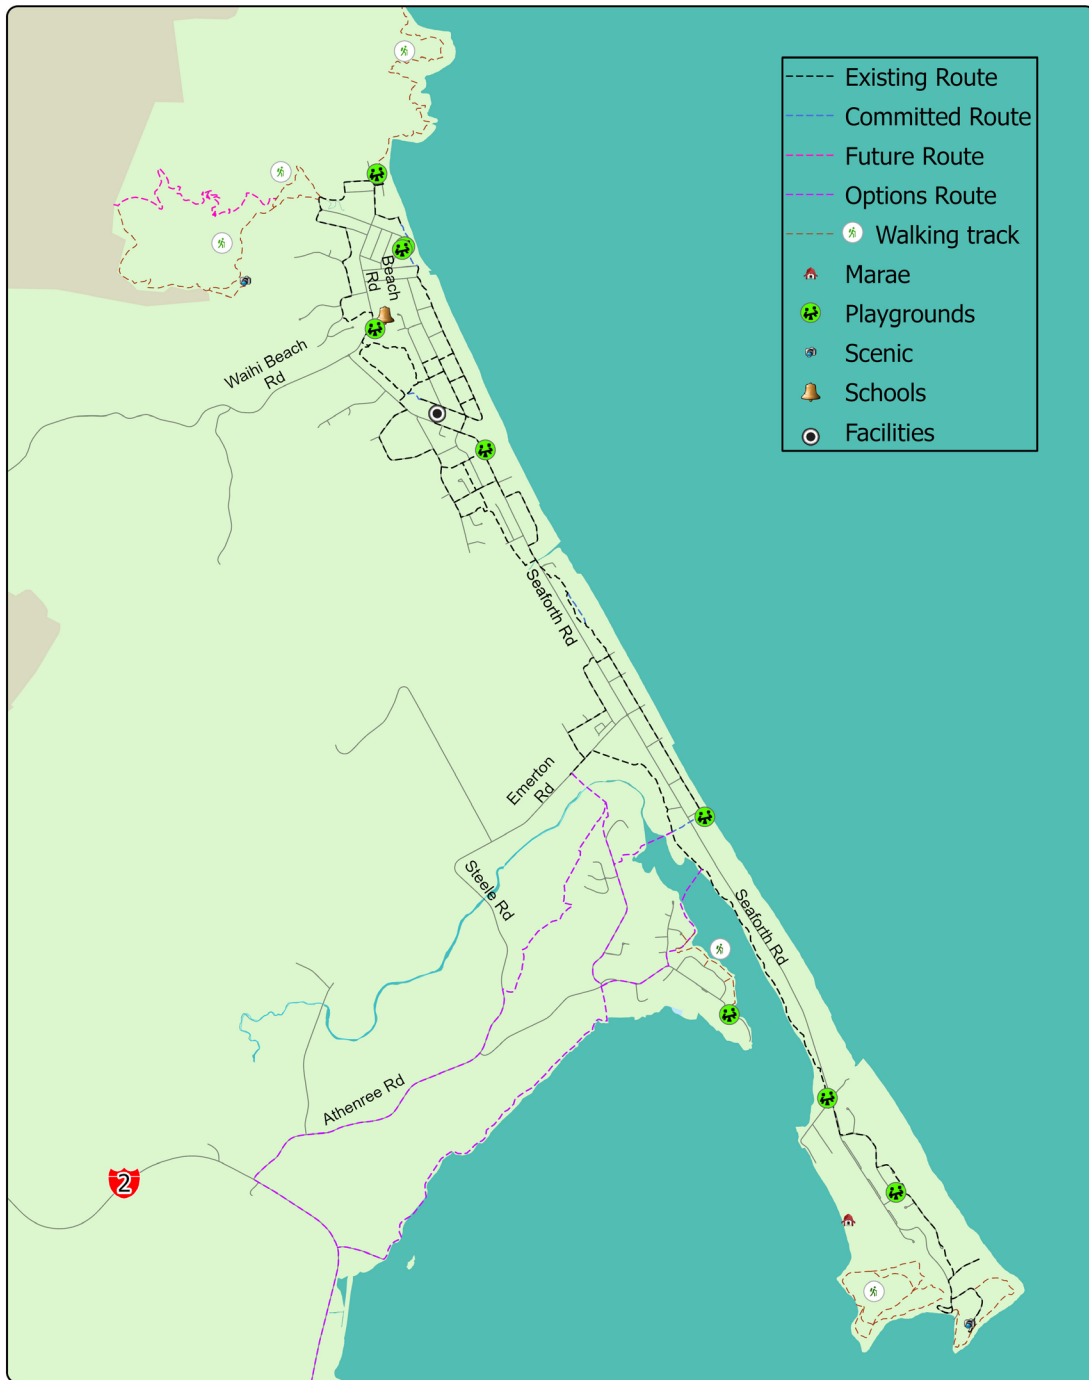 Existing Route
Committed Route
Future Route
Options Route
Walking track
Marae
Playgrounds
Scenic
Schools
Facilities
Beach
Rd
Waihi Beach
Rd
Seaforth Rd
Emerton
Rd
Steele Rd
Seaforth Rd
Athenree Rd
2